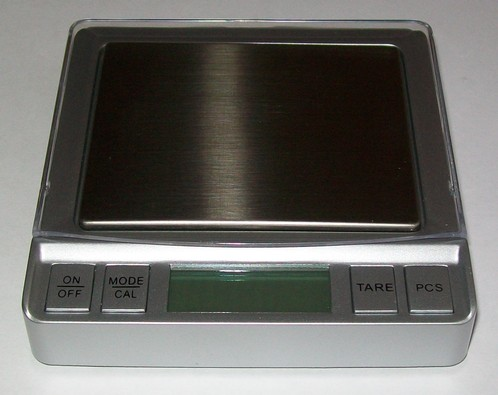 ON
OFF
MODE
CAL
TARE
PCS